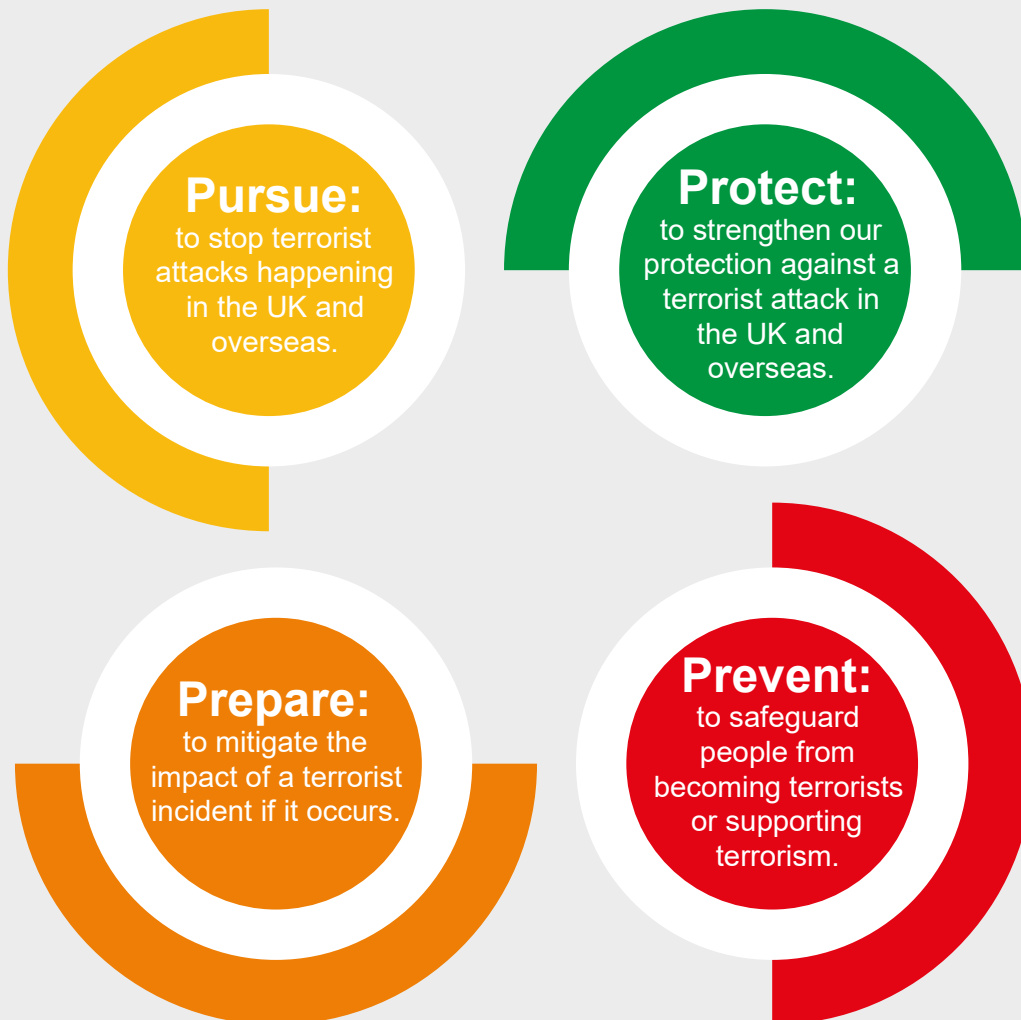 Pursue:
to stop terrorist
attacks happening
in the UK and
overseas.
Protect:
to strengthen our
protection against a
terrorist attack in
the UK and
overseas.
Prepare:
to mitigate the
impact of a terrorist
incident if it occurs.
Prevent:
to safeguard
people from
becoming terrorists
or supporting
terrorism.